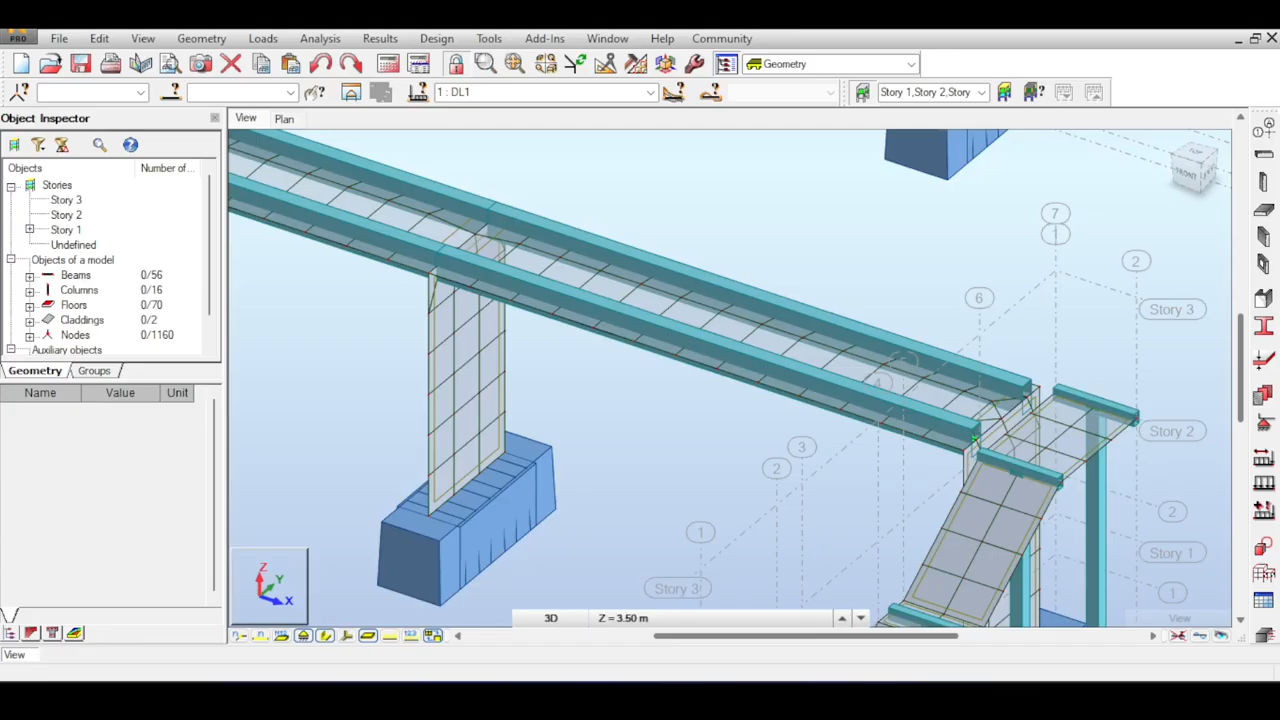 PRO File Edit View Geometry Loads Analysis Results Design Tools Add-Ins Window Help Community
Geometry
1 : DL1
Story 1,Story 2,Story
Object Inspector
View Plan
Objects Number of...
Stories
Story 3
Story 2
Story 1
Undefined
Objects of a model
Beams 0/56
Columns 0/16
Floors 0/70
Claddings 0/2
Nodes 0/1160
Auxiliary objects
Geometry Groups
Name Value Unit
TOP
FRONT
7
1
2
6
Story 3
4
Story 2
3
2
2
1
Story 1
Story 3
1
Z
Y
X
3D Z = 3.50 m
View
View